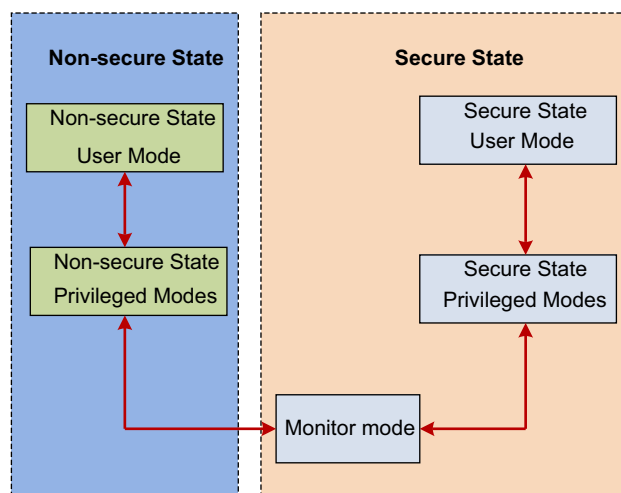 Non-secure State
Secure State
Non-secure State
User Mode
Secure State
User Mode
Non-secure State
Privileged Modes
Secure State
Privileged Modes
Monitor mode